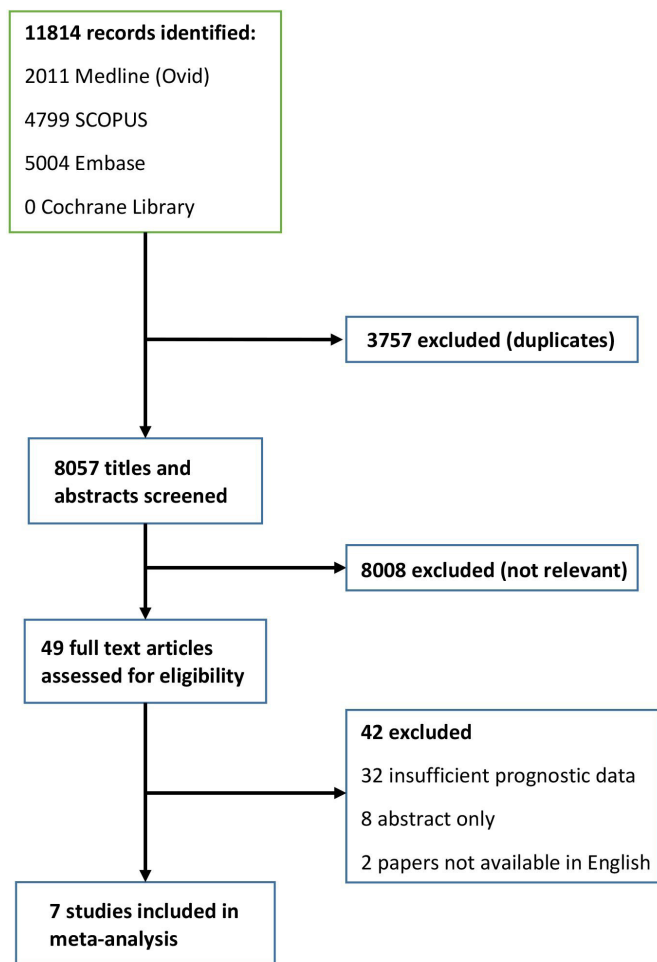 11814 records identified:
2011 Medline (Ovid)
4799 SCOPUS
5004 Embase
0 Cochrane Library
3757 excluded (duplicates)
8057 titles and
abstracts screened
8008 excluded (not relevant)
49 full text articles
assessed for eligibility
42 excluded
32 insufficient prognostic data
8 abstract only
2 papers not available in English
7 studies included in
meta-analysis